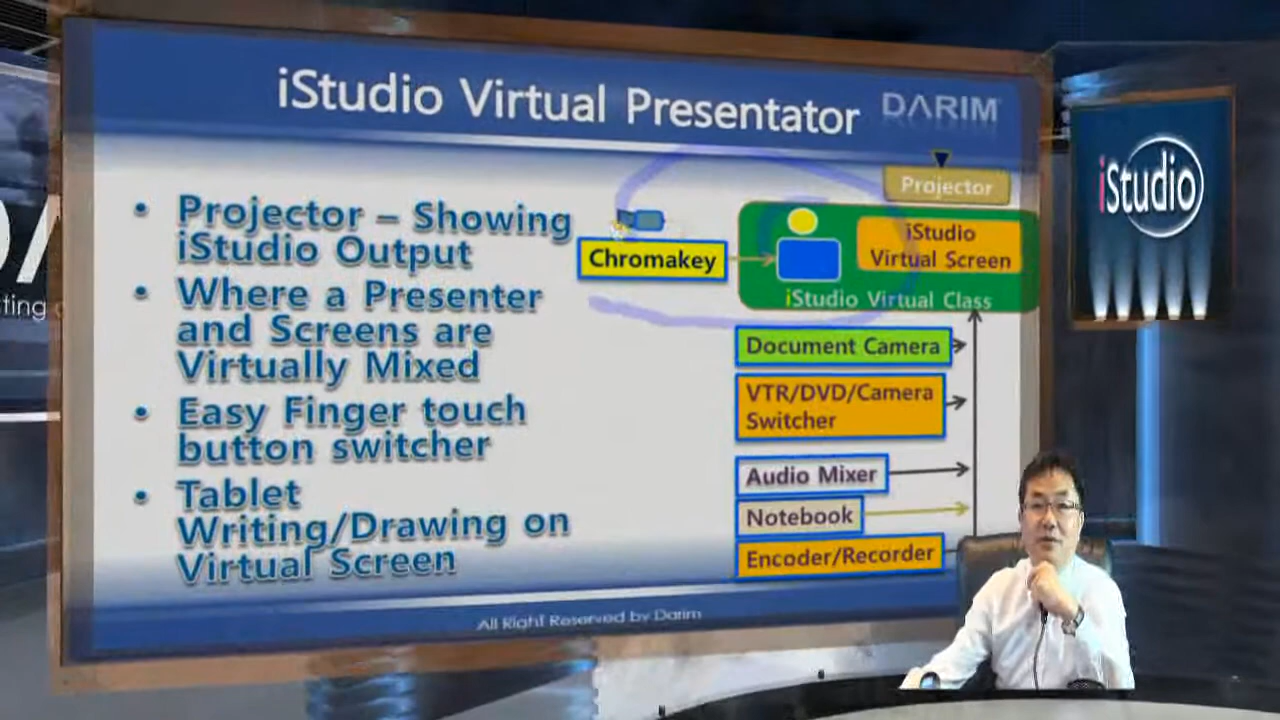 iStudio Virtual Presentator
DARIM
• Projector – Showing
iStudio Output
• Where a Presenter
and Screens are
Virtually Mixed
• Easy Finger touch
button switcher
• Tablet
Writing/Drawing on
Virtual Screen
Projector
Chromakey
iStudio
Virtual Screen
iStudio Virtual Class
Document Camera
VTR/DVD/Camera
Switcher
Audio Mixer
Notebook
Encoder/Recorder
All Right Reserved by Darim
iStudio